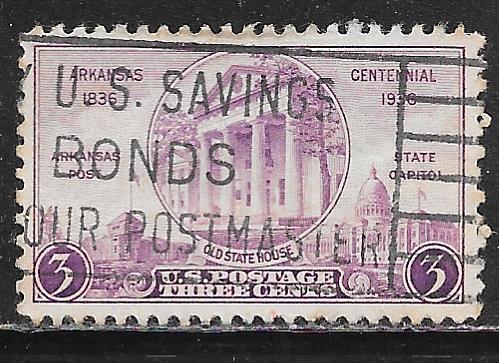 ARKANSAS
1836
CENTENNIAL
1936
U. S. SAVINGS
ARKANSAS
POST
BONDS
STATE
CAPITOL
OUR POSTMASTER
OLD STATE HOUSE
3 U.S. POSTAGE 3
THREE CENTS